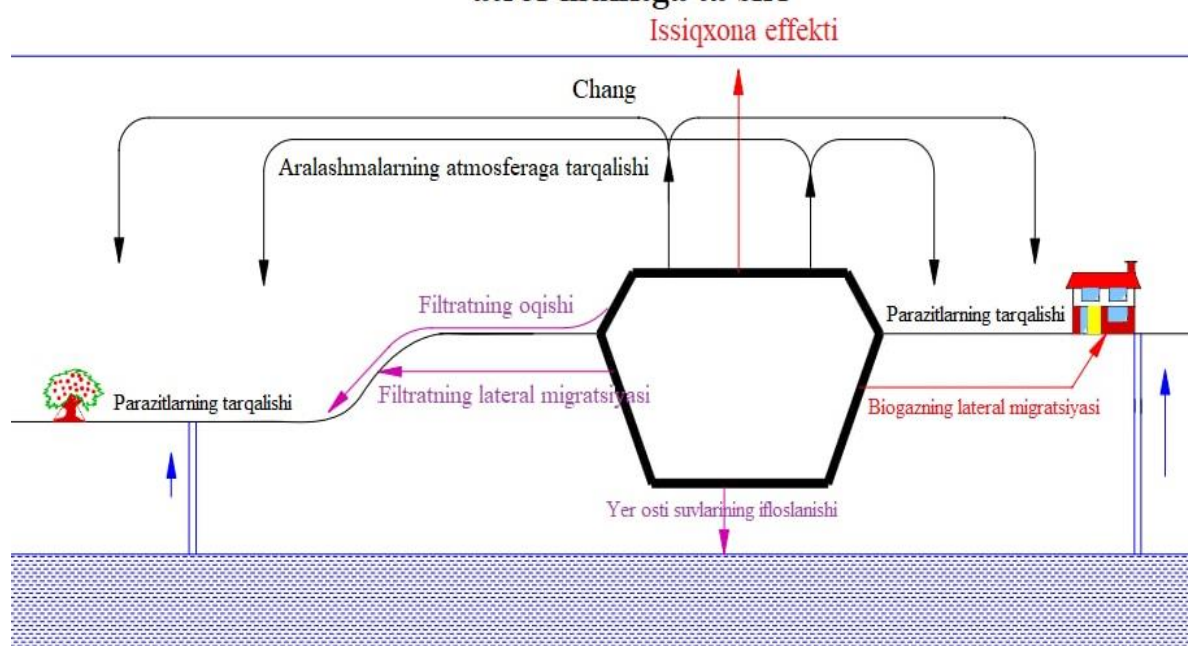 Issiqxona effekti
Chang
Aralashmalarning atmosferaga tarqalishi
Filtratning oqishi
Parazitlarning tarqalishi
Filtratning lateral migratsiyasi
Parazitlarning tarqalishi
Biogazning lateral migratsiyasi
Yer osti suvlarining ifloslanishi